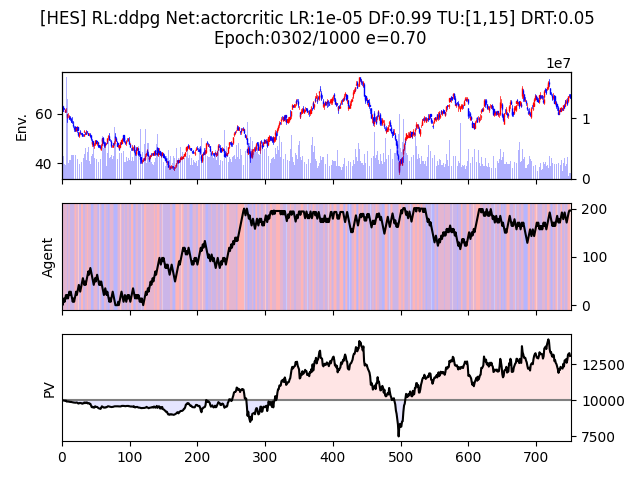 [HES] RL:ddpg Net:actorcritic LR:1e-05 DF:0.99 TU:[1,15] DRT:0.05
Epoch:0302/1000 e=0.70
1e7
60
40
Env.
1
0
Agent
200
100
0
PV
12500
10000
7500
0 100 200 300 400 500 600 700